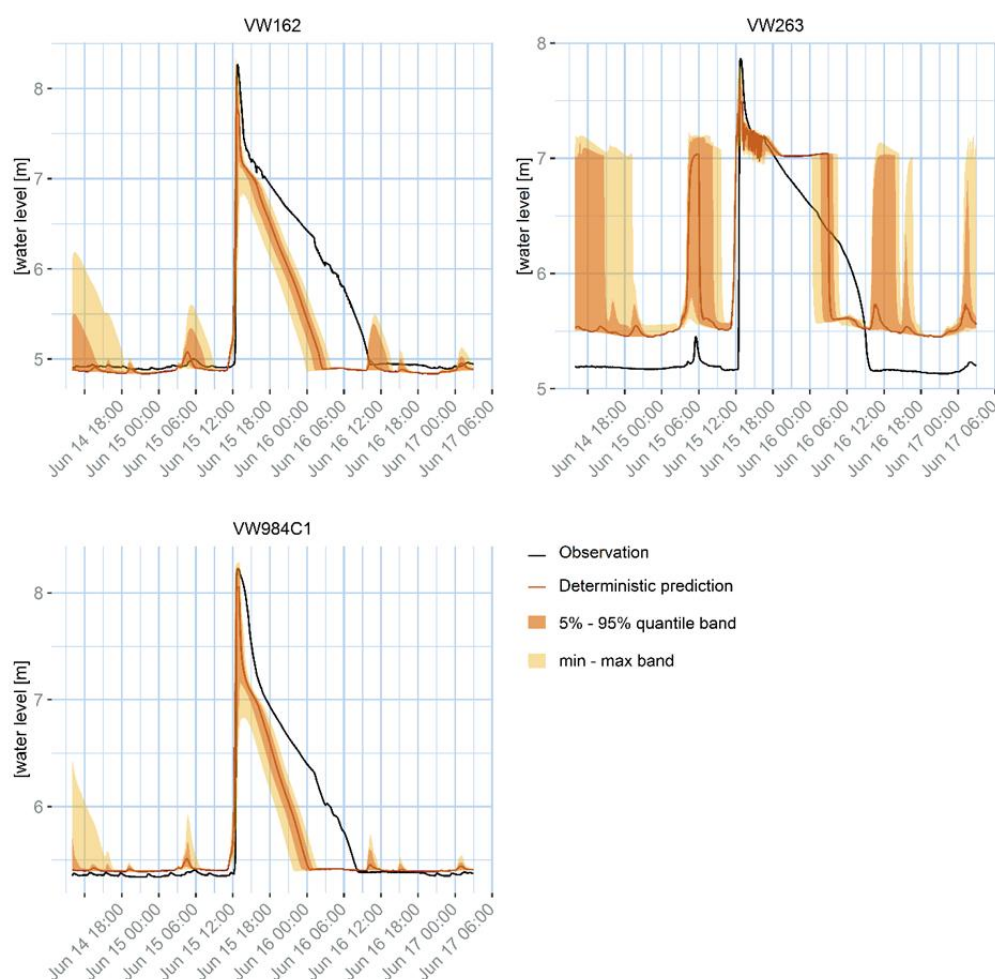 VW162
[water level [m]
8
7
6
5
Jun 14 18:00
Jun 15 00:00
Jun 15 06:00
Jun 15 12:00
Jun 15 18:00
Jun 16 00:00
Jun 16 06:00
Jun 16 12:00
Jun 16 18:00
Jun 17 00:00
Jun 17 06:00
VW263
[water level [m]
8
7
6
5
Jun 14 18:00
Jun 15 00:00
Jun 15 06:00
Jun 15 12:00
Jun 15 18:00
Jun 16 00:00
Jun 16 06:00
Jun 16 12:00
Jun 16 18:00
Jun 17 00:00
Jun 17 06:00
VW984C1
[water level [m]
8
7
6
Jun 14 18:00
Jun 15 00:00
Jun 15 06:00
Jun 15 12:00
Jun 15 18:00
Jun 16 00:00
Jun 16 06:00
Jun 16 12:00
Jun 16 18:00
Jun 17 00:00
Jun 17 06:00
Observation
Deterministic prediction
5% - 95% quantile band
min - max band